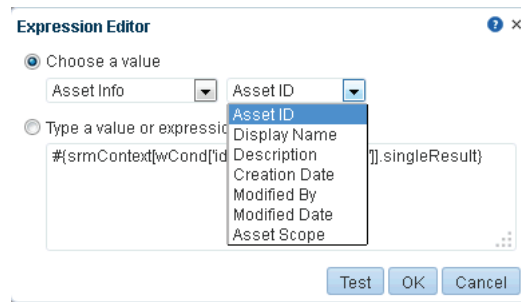 Expression Editor
Choose a value
Asset Info Asset ID
Asset ID
Type a value or expressio
Display Name
#{srmContext[wCond['id
Description
']].singleResult}
Creation Date
Modified By
Modified Date
Asset Scope
Test OK Cancel